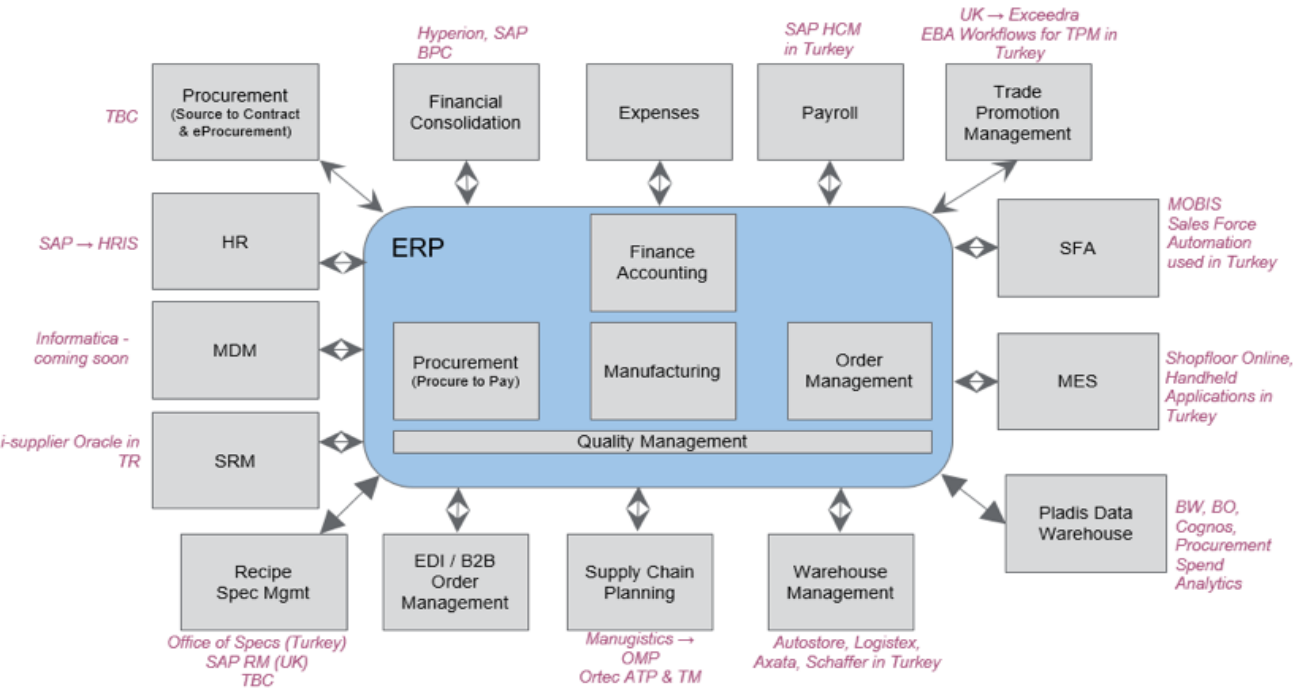 Hyperion, SAP
BPC
SAP HCM
in Turkey
UK → Exceedra
EBA Workflows for TPM in
Turkey
TBC
Procurement
(Source to Contract
& eProcurement)
Financial
Consolidation
Expenses
Payroll
Trade
Promotion
Management
SAP → HRIS
HR
ERP
Finance
Accounting
SFA
MOBIS
Sales Force
Automation
used in Turkey
Informatica -
coming soon
MDM
Procurement
(Procure to Pay)
Manufacturing
Order
Management
MES
Shopfloor Online,
Handheld
Applications in
Turkey
i-supplier Oracle in
TR
SRM
Quality Management
Pladis Data
Warehouse
BW, BO,
Cognos,
Procurement
Spend
Analytics
Recipe
Spec Mgmt
EDI / B2B
Order
Management
Supply Chain
Planning
Warehouse
Management
Office of Specs (Turkey)
SAP RM (UK)
TBC
Manugistics →
OMP
Ortec ATP & TM
Autostore, Logistex,
Axata, Schaffer in Turkey